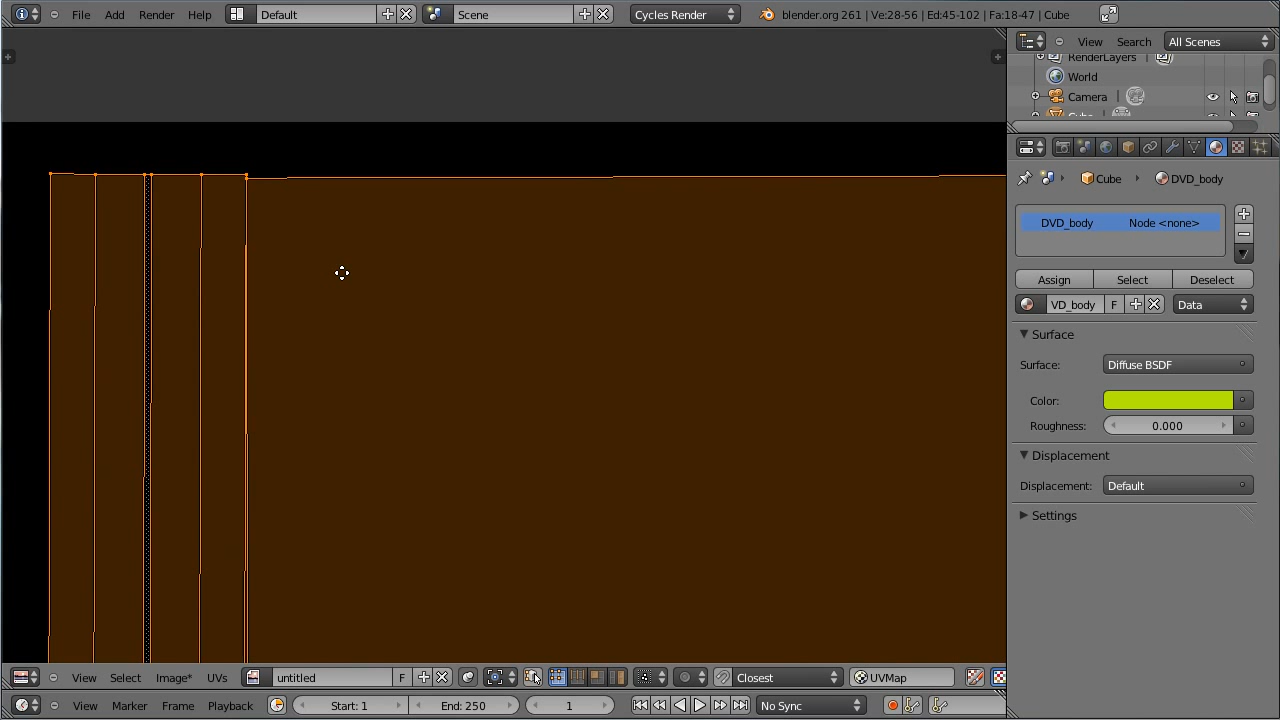 File Add Render Help Default Scene Cycles Render blender.org 261 | Ve:28-56 | Ed:45-102 | Fa:18-47 | Cube
View Search All Scenes
RenderLayers |
World
Camera |
Cube DVD_body
DVD_body Node <none>
Assign Select Deselect
VD_body F Data
Surface
Surface: Diffuse BSDF
Color:
Roughness: 0.000
Displacement
Displacement: Default
Settings
View Select Image* UVs untitled F Closest UVMap
View Marker Frame Playback Start: 1 End: 250 1 No Sync